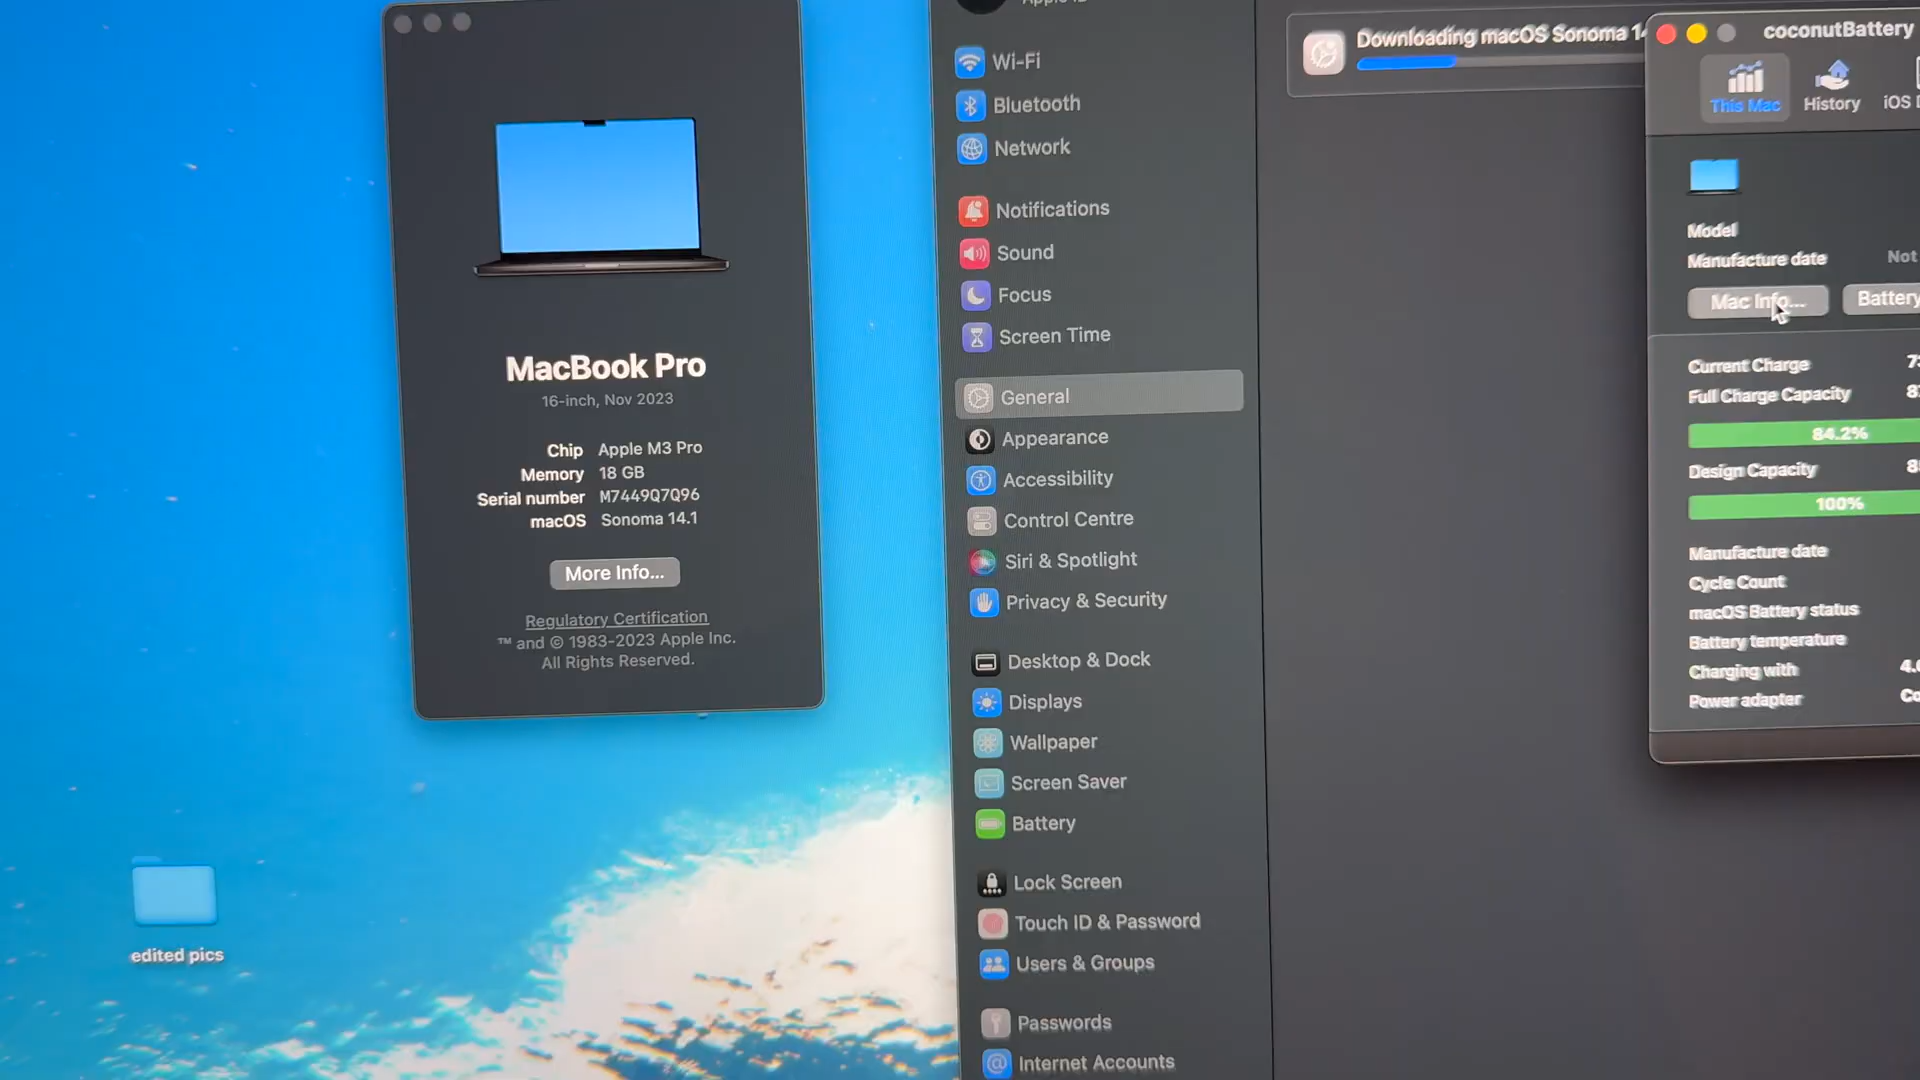 MacBook Pro
16-inch, Nov 2023
Chip Apple M3 Pro
Memory 18 GB
Serial number M7449Q7Q96
macOS Sonoma 14.1
More Info...
Regulatory Certification
™ and © 1983-2023 Apple Inc.
All Rights Reserved.
edited pics
Apple ID
Wi-Fi
Bluetooth
Network
Notifications
Sound
Focus
Screen Time
General
Appearance
Accessibility
Control Centre
Siri & Spotlight
Privacy & Security
Desktop & Dock
Displays
Wallpaper
Screen Saver
Battery
Lock Screen
Touch ID & Password
Users & Groups
Passwords
Internet Accounts
Downloading macOS Sonoma 14
coconutBattery
This Mac
History
iOS
Model
Manufacture date Not
Mac Info...
Battery
Current Charge
Full Charge Capacity
84.2%
Design Capacity
100%
Manufacture date
Cycle Count
macOS Battery status
Battery temperature
Charging with
Power adapter